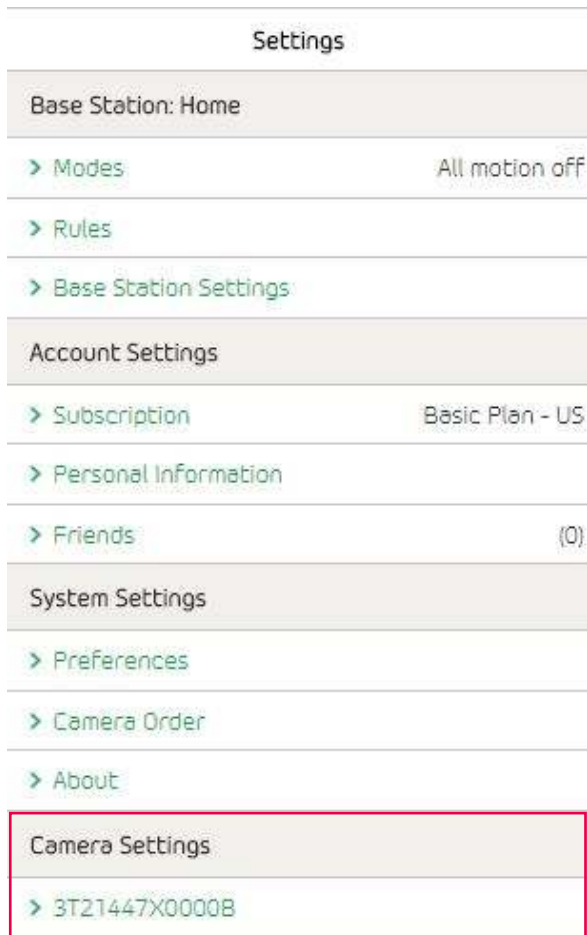 Settings
Base Station: Home
> Modes All motion off
> Rules
> Base Station Settings
Account Settings
> Subscription Basic Plan - US
> Personal Information
> Friends (0)
System Settings
> Preferences
> Camera Order
> About
Camera Settings
> 3T21447X0000B